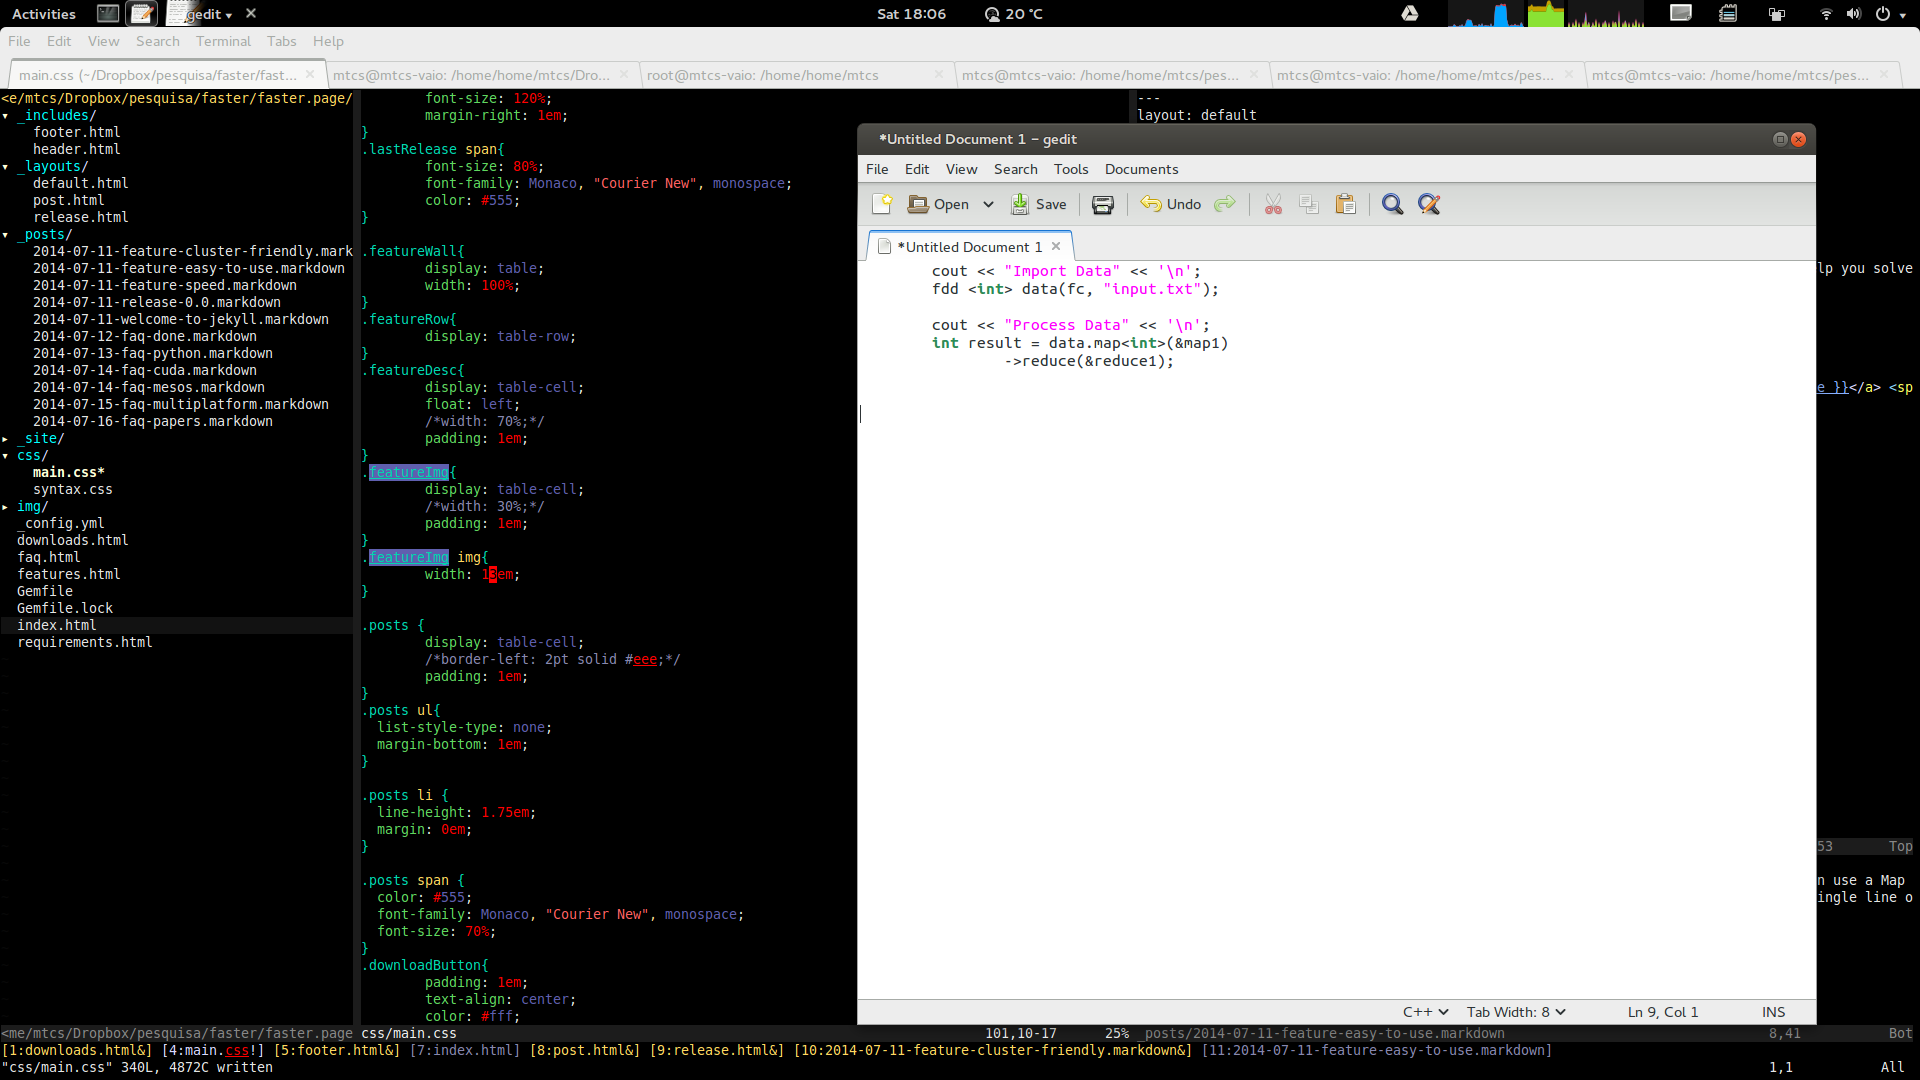 Activities gedit Sat 18:06 20 °C
File Edit View Search Terminal Tabs Help
main.css (~/Dropbox/pesquisa/faster/fast... mtcs@mtcs-vaio: /home/home/mtcs/Dro... root@mtcs-vaio: /home/home/mtcs mtcs@mtcs-vaio: /home/home/mtcs/pes... mtcs@mtcs-vaio: /home/home/mtcs/pes... mtcs@mtcs-vaio: /home/home/mtcs/pes...
<e/mtcs/Dropbox/pesquisa/faster/faster.page/
▾ _includes/
footer.html
header.html
▾ _layouts/
default.html
post.html
release.html
▾ _posts/
2014-07-11-feature-cluster-friendly.mark
2014-07-11-feature-easy-to-use.markdown
2014-07-11-feature-speed.markdown
2014-07-11-release-0.0.markdown
2014-07-11-welcome-to-jekyll.markdown
2014-07-12-faq-done.markdown
2014-07-13-faq-python.markdown
2014-07-14-faq-cuda.markdown
2014-07-14-faq-mesos.markdown
2014-07-15-faq-multiplatform.markdown
2014-07-16-faq-papers.markdown
▸ _site/
▾ css/
main.css*
syntax.css
▸ img/
_config.yml
downloads.html
faq.html
features.html
Gemfile
Gemfile.lock
index.html
requirements.html
font-size: 120%;
margin-right: 1em;
}
.lastRelease span{
font-size: 80%;
font-family: Monaco, "Courier New", monospace;
color: #555;
}
.featureWall{
display: table;
width: 100%;
}
.featureRow{
display: table-row;
}
.featureDesc{
display: table-cell;
float: left;
/*width: 70%;*/
padding: 1em;
}
.featureImg{
display: table-cell;
/*width: 30%;*/
padding: 1em;
}
.featureImg img{
width: 13em;
}
.posts {
display: table-cell;
/*border-left: 2pt solid #eee;*/
padding: 1em;
}
.posts ul{
list-style-type: none;
margin-bottom: 1em;
}
.posts li {
line-height: 1.75em;
margin: 0em;
}
.posts span {
color: #555;
font-family: Monaco, "Courier New", monospace;
font-size: 70%;
}
.downloadButton{
padding: 1em;
text-align: center;
color: #fff;
---
layout: default
*Untitled Document 1 - gedit
File Edit View Search Tools Documents
Open Save Undo
*Untitled Document 1
cout << "Import Data" << '\n';
fdd <int> data(fc, "input.txt");
cout << "Process Data" << '\n';
int result = data.map<int>(&map1)
->reduce(&reduce1);
C++ Tab Width: 8 Ln 9, Col 1 INS
lp you solve
e }}</a> <sp
53 Top
n use a Map
ingle line o
<me/mtcs/Dropbox/pesquisa/faster/faster.page css/main.css 101,10-17 25% _posts/2014-07-11-feature-easy-to-use.markdown 8,41 Bot
[1:downloads.html&] [4:main.css!] [5:footer.html&] [7:index.html] [8:post.html&] [9:release.html&] [10:2014-07-11-feature-cluster-friendly.markdown&] [11:2014-07-11-feature-easy-to-use.markdown]
"css/main.css" 340L, 4872C written 1,1 All